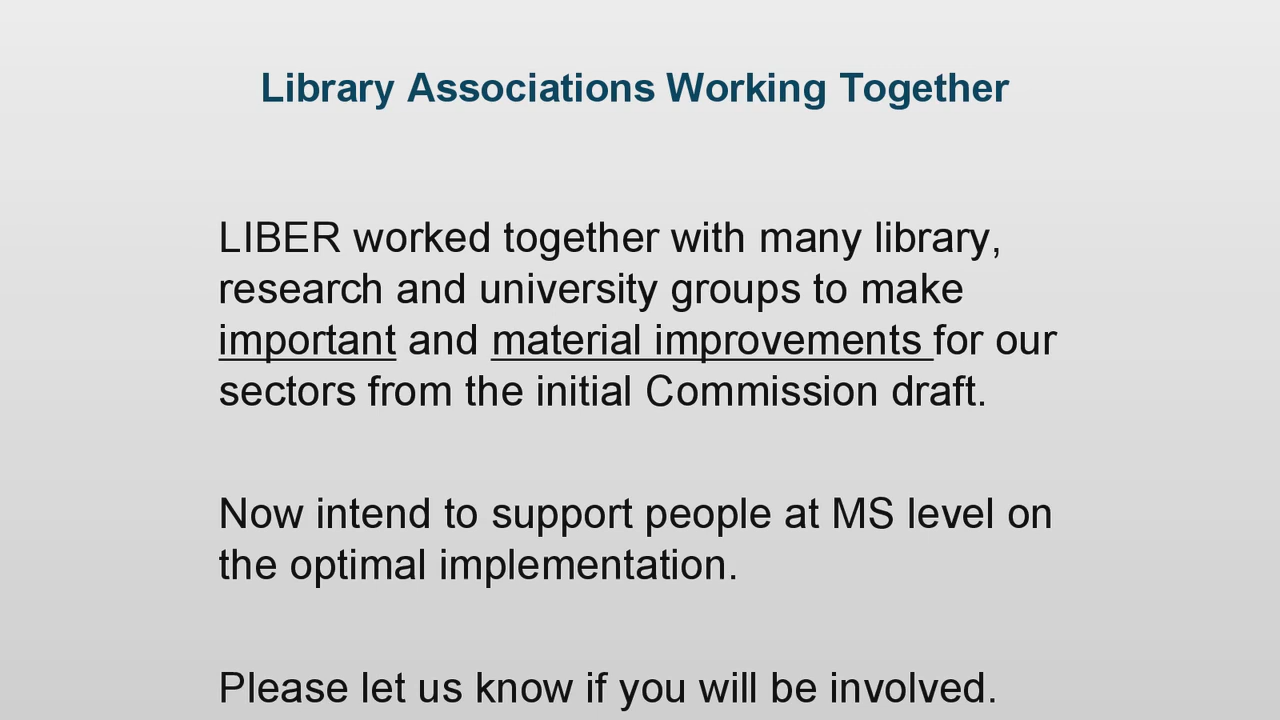 Library Associations Working Together
LIBER worked together with many library,
research and university groups to make
important and material improvements for our
sectors from the initial Commission draft.
Now intend to support people at MS level on
the optimal implementation.
Please let us know if you will be involved.